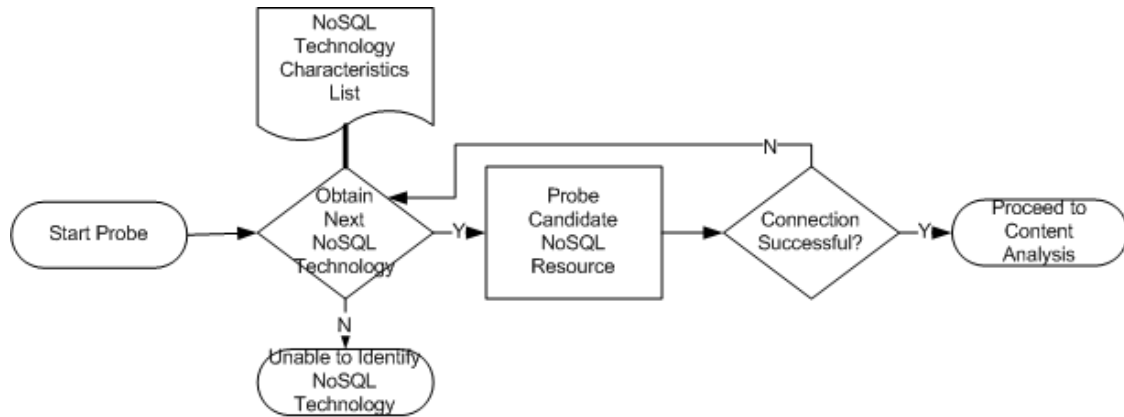 NoSQL
Technology
Characteristics
List
N
Start Probe
Obtain
Next
NoSQL
Technology
Y
Probe
Candidate
NoSQL
Resource
Connection
Successful?
Y
Proceed to
Content
Analysis
N
Unable to Identify
NoSQL
Technology